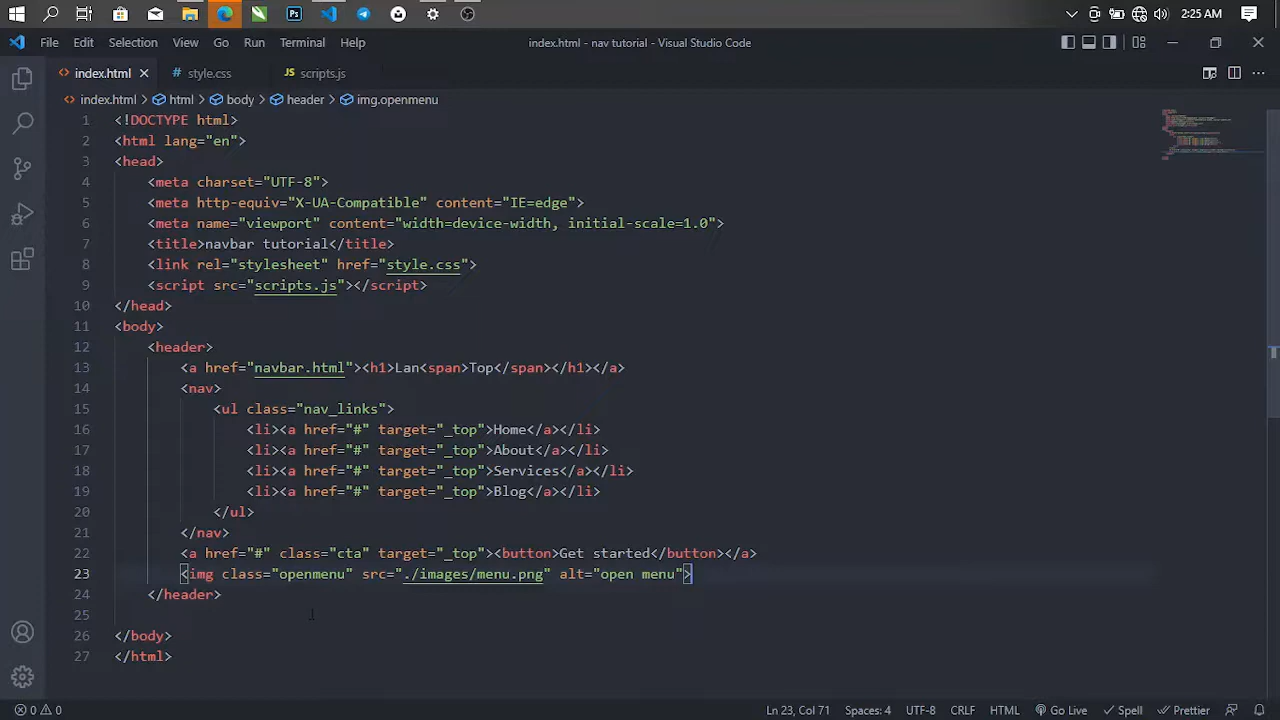 2:25 AM
File Edit Selection View Go Run Terminal Help
index.html - nav tutorial - Visual Studio Code
index.html style.css JS scripts.js
index.html > html > body > header > img.openmenu
1 <!DOCTYPE html>
2 <html lang="en">
3 <head>
4 <meta charset="UTF-8">
5 <meta http-equiv="X-UA-Compatible" content="IE=edge">
6 <meta name="viewport" content="width=device-width, initial-scale=1.0">
7 <title>navbar tutorial</title>
8 <link rel="stylesheet" href="style.css">
9 <script src="scripts.js"></script>
10 </head>
11 <body>
12 <header>
13 <a href="navbar.html"><h1>Lan<span>Top</span></h1></a>
14 <nav>
15 <ul class="nav_links">
16 <li><a href="#" target="_top">Home</a></li>
17 <li><a href="#" target="_top">About</a></li>
18 <li><a href="#" target="_top">Services</a></li>
19 <li><a href="#" target="_top">Blog</a></li>
20 </ul>
21 </nav>
22 <a href="#" class="cta" target="_top"><button>Get started</button></a>
23 <img class="openmenu" src="./images/menu.png" alt="open menu">
24 </header>
25
26 </body>
27 </html>
0 0 Ln 23, Col 71 Spaces: 4 UTF-8 CRLF HTML Go Live Spell Prettier